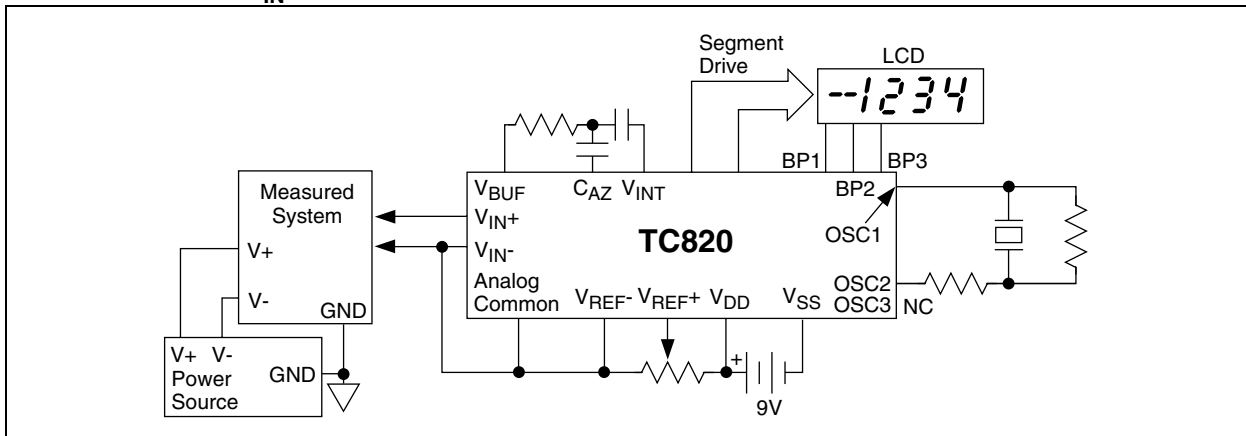 IN
Segment
Drive
LCD
--1234
BP1
BP2
BP3
VBUF
CAZ
VINT
VIN+
VIN-
Analog
Common
TC820
OSC1
OSC2
OSC3
NC
VREF-
VREF+
VDD
VSS
+
9V
Measured
System
V+
V-
GND
V+ V-
Power
Source
GND